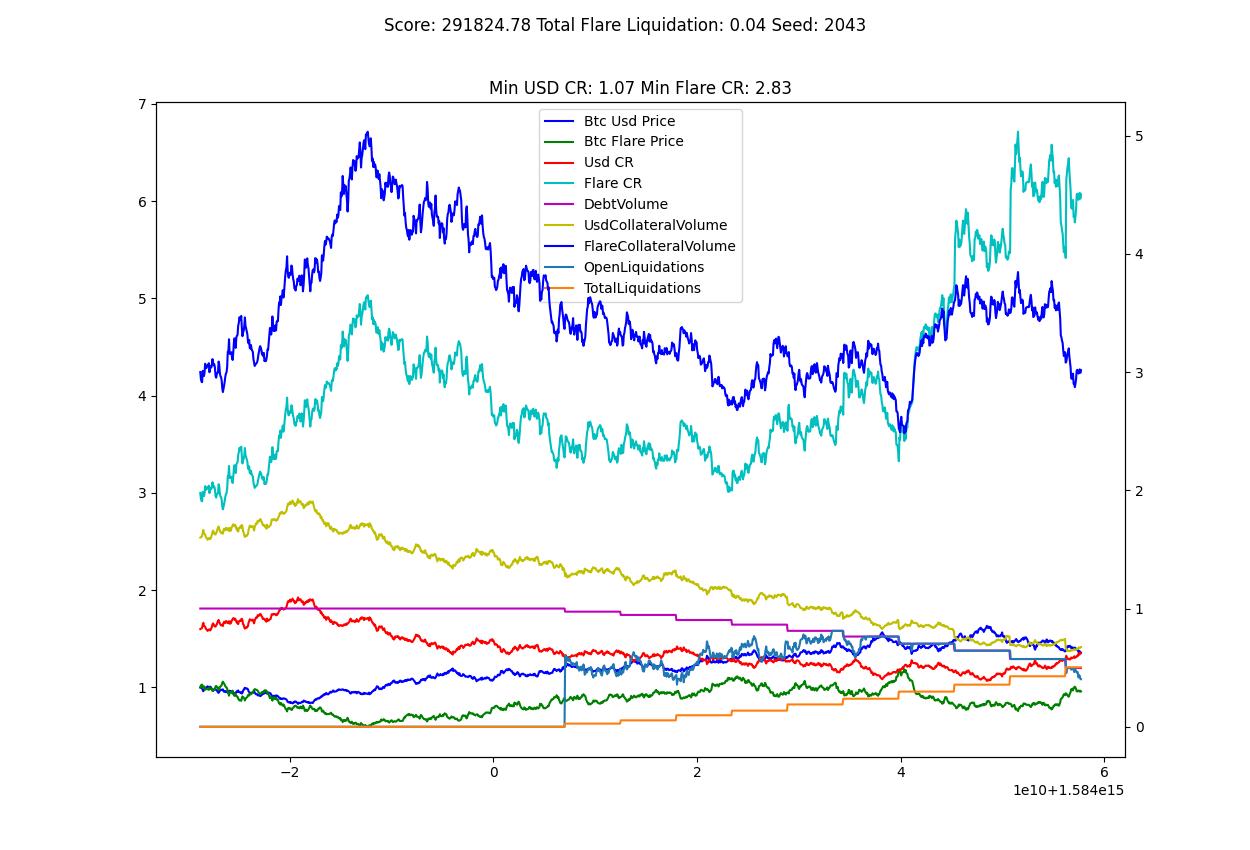 Score: 291824.78 Total Flare Liquidation: 0.04 Seed: 2043
Min USD CR: 1.07 Min Flare CR: 2.83
Btc Usd Price
Btc Flare Price
Usd CR
Flare CR
DebtVolume
UsdCollateralVolume
FlareCollateralVolume
OpenLiquidations
TotalLiquidations
7
6
5
4
3
2
1
5
4
3
2
1
0
−2
0
2
4
6
1e10+1.584e15